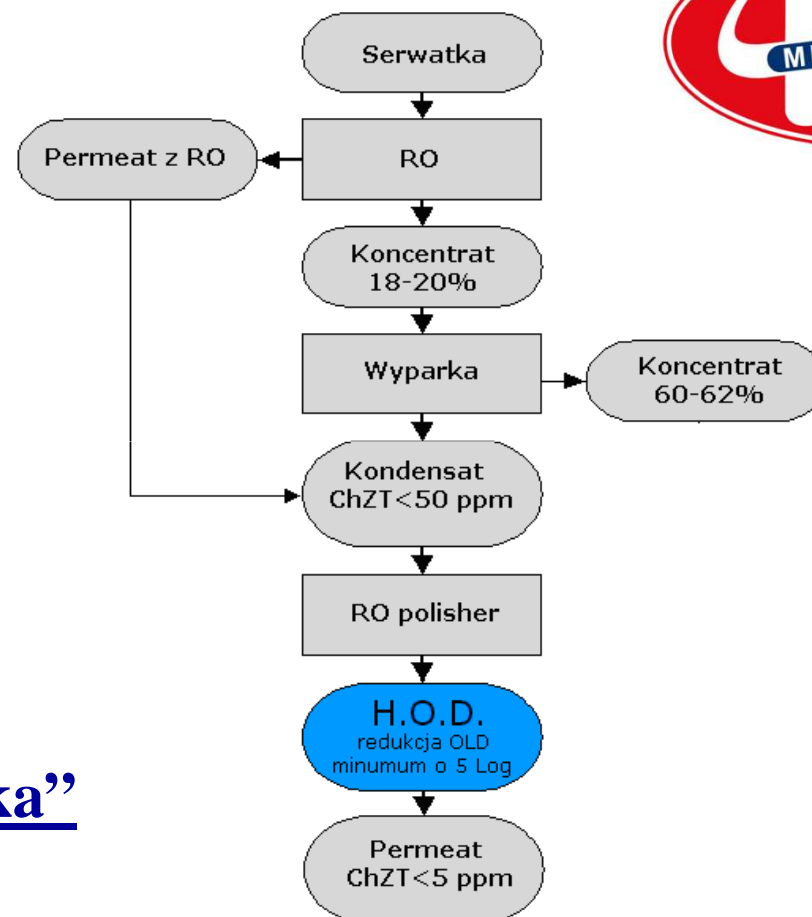 Serwatka
Permeat z RO
RO
Koncentrat
18-20%
Wyparka
Koncentrat
60-62%
Kondensat
ChZT<50 ppm
RO polisher
H.O.D.
redukcja OLD
minumum o 5 Log
Permeat
ChZT<5 ppm